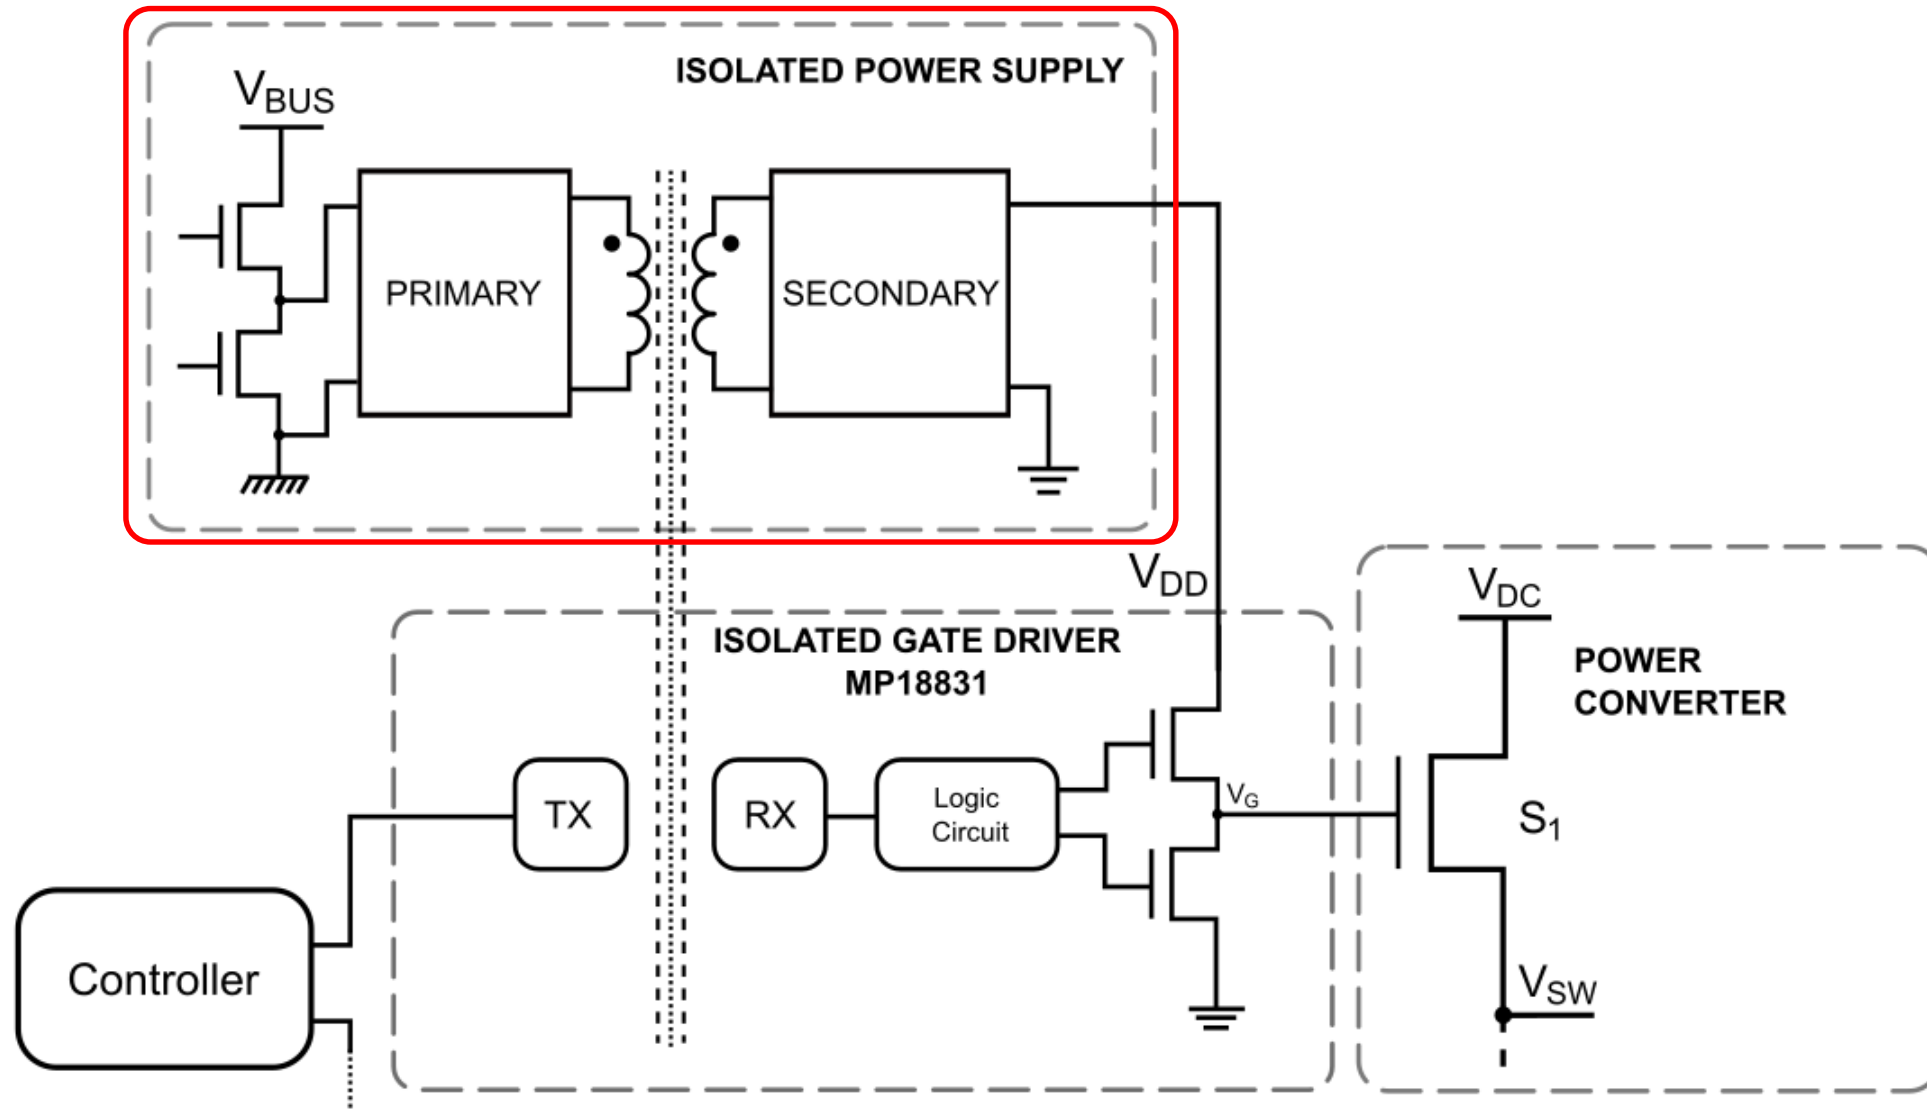 ISOLATED POWER SUPPLY
VBUS
PRIMARY
SECONDARY
VDD
VDC
ISOLATED GATE DRIVER
MP18831
POWER
CONVERTER
TX
RX
Logic
Circuit
VG
S1
Controller
VSW